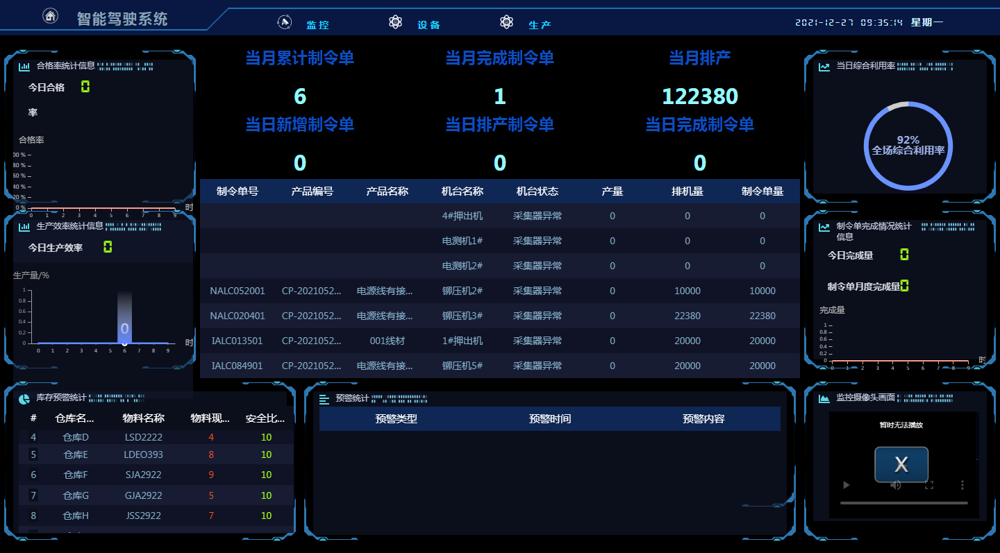 智能驾驶系统
监控
设备
生产
2021-12-27 09:35:14 星期一
合格率统计信息
今日合格率 0
合格率
00 %
80 %
60 %
40 %
20 %
0 %
0 1 2 3 4 5 6 7 8 9
时
生产效率统计信息
今日生产效率 0
生产量/%
1
0.8
0.6
0.4
0.2
0
0
0 1 2 3 4 5 6 7 8 9
时
当月累计制令单 当月完成制令单 当月排产
6 1 122380
当日新增制令单 当日排产制令单 当日完成制令单
0 0 0
制令单号 产品编号 产品名称 机台名称 机台状态 产量 排机量 制令单量
4#押出机 采集器异常 0 0 0
电测机1# 采集器异常 0 0 0
电测机2# 采集器异常 0 0 0
NALC052001 CP-2021052... 电源线有接... 铆压机2# 采集器异常 0 10000 10000
NALC020401 CP-2021052... 电源线有接... 铆压机3# 采集器异常 0 22380 22380
IALC013501 CP-2021052... 001线材 1#押出机 采集器异常 0 20000 20000
IALC084901 CP-2021052... 电源线有接... 铆压机5# 采集器异常 0 20000 20000
当日综合利用率
92%
全场综合利用率
制令单完成情况统计
信息
今日完成量 0
制令单月度完成量 0
完成量
1
0.8
0.6
0.4
0.2
0
0 1 2 3 4 5 6 7 8 9
时
库存预警统计
# 仓库名... 物料名称 物料现... 安全比...
4 仓库D LSD2222 4 10
5 仓库E LDEO393 8 10
6 仓库F SJA2922 9 10
7 仓库G GJA2922 5 10
8 仓库H JSS2922 7 10
预警统计
预警类型 预警时间 预警内容
监控摄像头画面
暂时无法播放
X